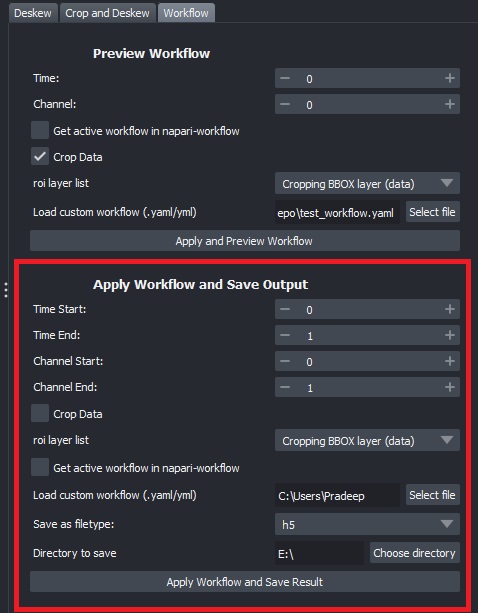 Deskew Crop and Deskew Workflow
Preview Workflow
Time: − 0 +
Channel: − 0 +
Get active workflow in napari-workflow
Crop Data
roi layer list Cropping BBOX layer (data)
Load custom workflow (.yaml/yml) epo\test_workflow.yaml Select file
Apply and Preview Workflow
Apply Workflow and Save Output
Time Start: − 0 +
Time End: − 1 +
Channel Start: − 0 +
Channel End: − 1 +
Crop Data
roi layer list Cropping BBOX layer (data)
Get active workflow in napari-workflow
Load custom workflow (.yaml/yml) C:\Users\Pradeep Select file
Save as filetype: h5
Directory to save E:\ Choose directory
Apply Workflow and Save Result